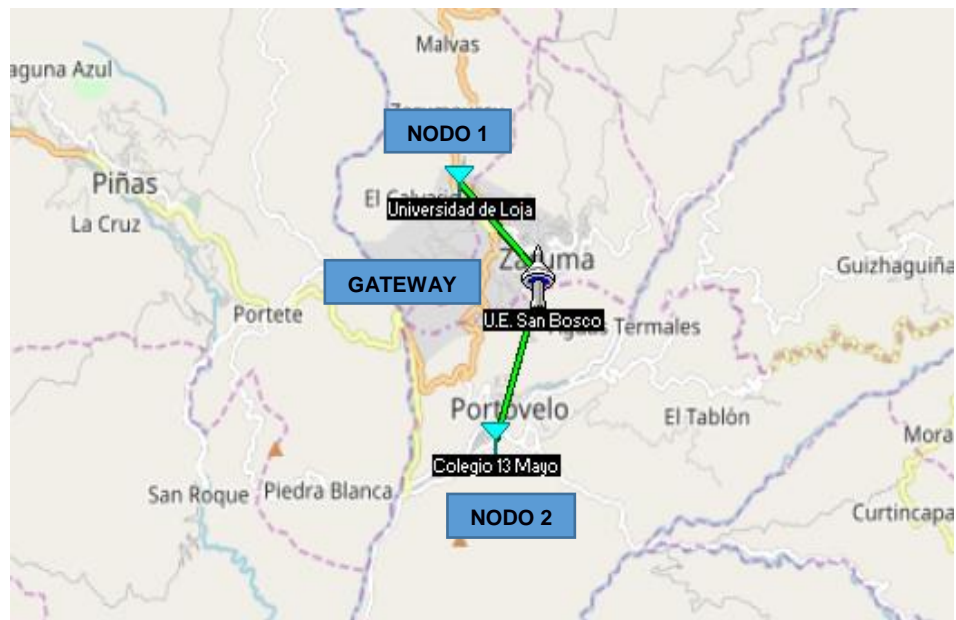 Malvas
aguna Azul
NODO 1
Piñas
El Calvario
Universidad de Loja
La Cruz
Zaruma
Guizhaguiña
GATEWAY
Portete
U.E. San Bosco
Aguas Termales
Portovelo
El Tablón
Mora
Colegio 13 Mayo
San Roque
Piedra Blanca
Curtincapa
NODO 2